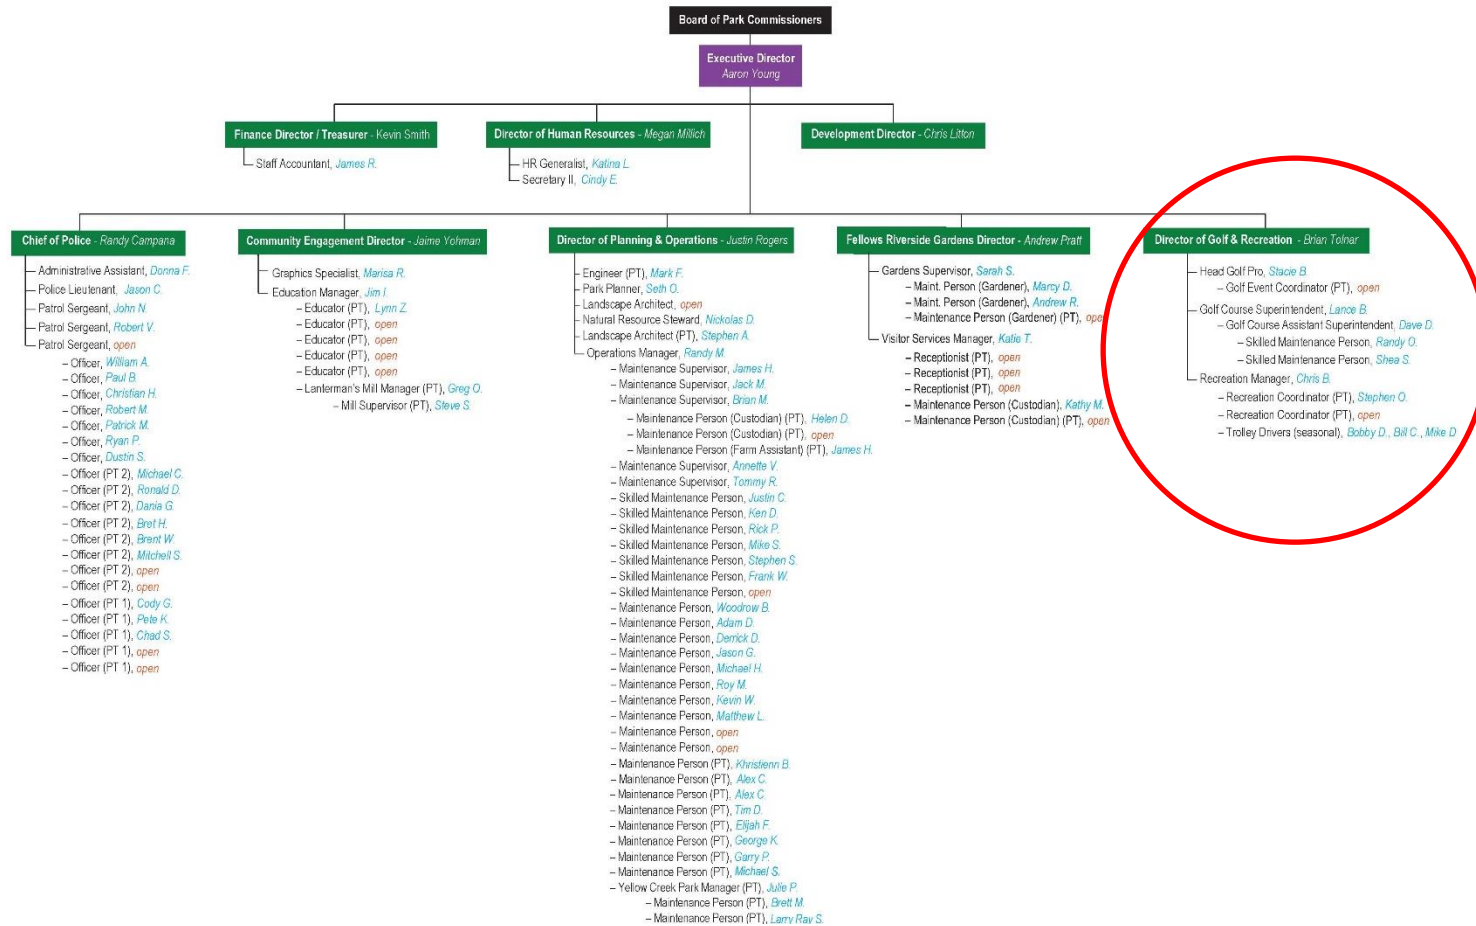 Board of Park Commissioners
Executive Director
Aaron Young
Finance Director / Treasurer - Kevin Smith
Staff Accountant, James R.
Director of Human Resources - Megan Millich
HR Generalist, Katina L.
Secretary II, Cindy E.
Development Director - Chris Litton
Chief of Police - Randy Campana
Administrative Assistant, Donna F.
Police Lieutenant, Jason C.
Patrol Sergeant, John N.
Patrol Sergeant, Robert V.
Patrol Sergeant, open
– Officer, William A.
– Officer, Paul B.
– Officer, Christian H.
– Officer, Robert M.
– Officer, Patrick M.
– Officer, Ryan P.
– Officer, Dustin S.
– Officer (PT 2), Michael C.
– Officer (PT 2), Ronald D.
– Officer (PT 2), Dania G.
– Officer (PT 2), Bret H.
– Officer (PT 2), Brent W.
– Officer (PT 2), Mitchell S.
– Officer (PT 2), open
– Officer (PT 2), open
– Officer (PT 1), Cody G.
– Officer (PT 1), Pete K.
– Officer (PT 1), Chad S.
– Officer (PT 1), open
– Officer (PT 1), open
Community Engagement Director - Jaime Yohman
Graphics Specialist, Marisa R.
Education Manager, Jim I.
– Educator (PT), Lynn Z.
– Educator (PT), open
– Educator (PT), open
– Educator (PT), open
– Educator (PT), open
– Lanterman's Mill Manager (PT), Greg O.
– Mill Supervisor (PT), Steve S.
Director of Planning & Operations - Justin Rogers
Engineer (PT), Mark F.
Park Planner, Seth O.
Landscape Architect, open
Natural Resource Steward, Nickolas D.
Landscape Architect (PT), Stephen A.
Operations Manager, Randy M.
– Maintenance Supervisor, James H.
– Maintenance Supervisor, Jack M.
– Maintenance Supervisor, Brian M.
– Maintenance Person (Custodian) (PT), Helen D.
– Maintenance Person (Custodian) (PT), open
– Maintenance Person (Farm Assistant) (PT), James H.
– Maintenance Supervisor, Annette V.
– Maintenance Supervisor, Tommy R.
– Skilled Maintenance Person, Justin C.
– Skilled Maintenance Person, Ken D.
– Skilled Maintenance Person, Rick P.
– Skilled Maintenance Person, Mike S.
– Skilled Maintenance Person, Stephen S.
– Skilled Maintenance Person, Frank W.
– Skilled Maintenance Person, open
– Maintenance Person, Woodrow B.
– Maintenance Person, Adam D.
– Maintenance Person, Derrick D.
– Maintenance Person, Jason G.
– Maintenance Person, Michael H.
– Maintenance Person, Roy M.
– Maintenance Person, Kevin W.
– Maintenance Person, Matthew L.
– Maintenance Person, open
– Maintenance Person, open
– Maintenance Person (PT), Khristienn B.
– Maintenance Person (PT), Alex C.
– Maintenance Person (PT), Alex C.
– Maintenance Person (PT), Tim D.
– Maintenance Person (PT), Elijah F.
– Maintenance Person (PT), George K.
– Maintenance Person (PT), Garry P.
– Maintenance Person (PT), Michael S.
– Yellow Creek Park Manager (PT), Julie P.
– Maintenance Person (PT), Brett M.
– Maintenance Person (PT), Larry Ray S.
Fellows Riverside Gardens Director - Andrew Pratt
Gardens Supervisor, Sarah S.
– Maint. Person (Gardener), Marcy D.
– Maint. Person (Gardener), Andrew R.
– Maintenance Person (Gardener) (PT), open
Visitor Services Manager, Katie T.
– Receptionist (PT), open
– Receptionist (PT), open
– Receptionist (PT), open
– Maintenance Person (Custodian), Kathy M.
– Maintenance Person (Custodian) (PT), open
Director of Golf & Recreation - Brian Tolnar
Head Golf Pro, Stacie B.
– Golf Event Coordinator (PT), open
Golf Course Superintendent, Lance B.
– Golf Course Assistant Superintendent, Dave D.
– Skilled Maintenance Person, Randy O.
– Skilled Maintenance Person, Shea S.
Recreation Manager, Chris B.
– Recreation Coordinator (PT), Stephen O.
– Recreation Coordinator (PT), open
– Trolley Drivers (seasonal), Bobby D., Bill C., Mike D